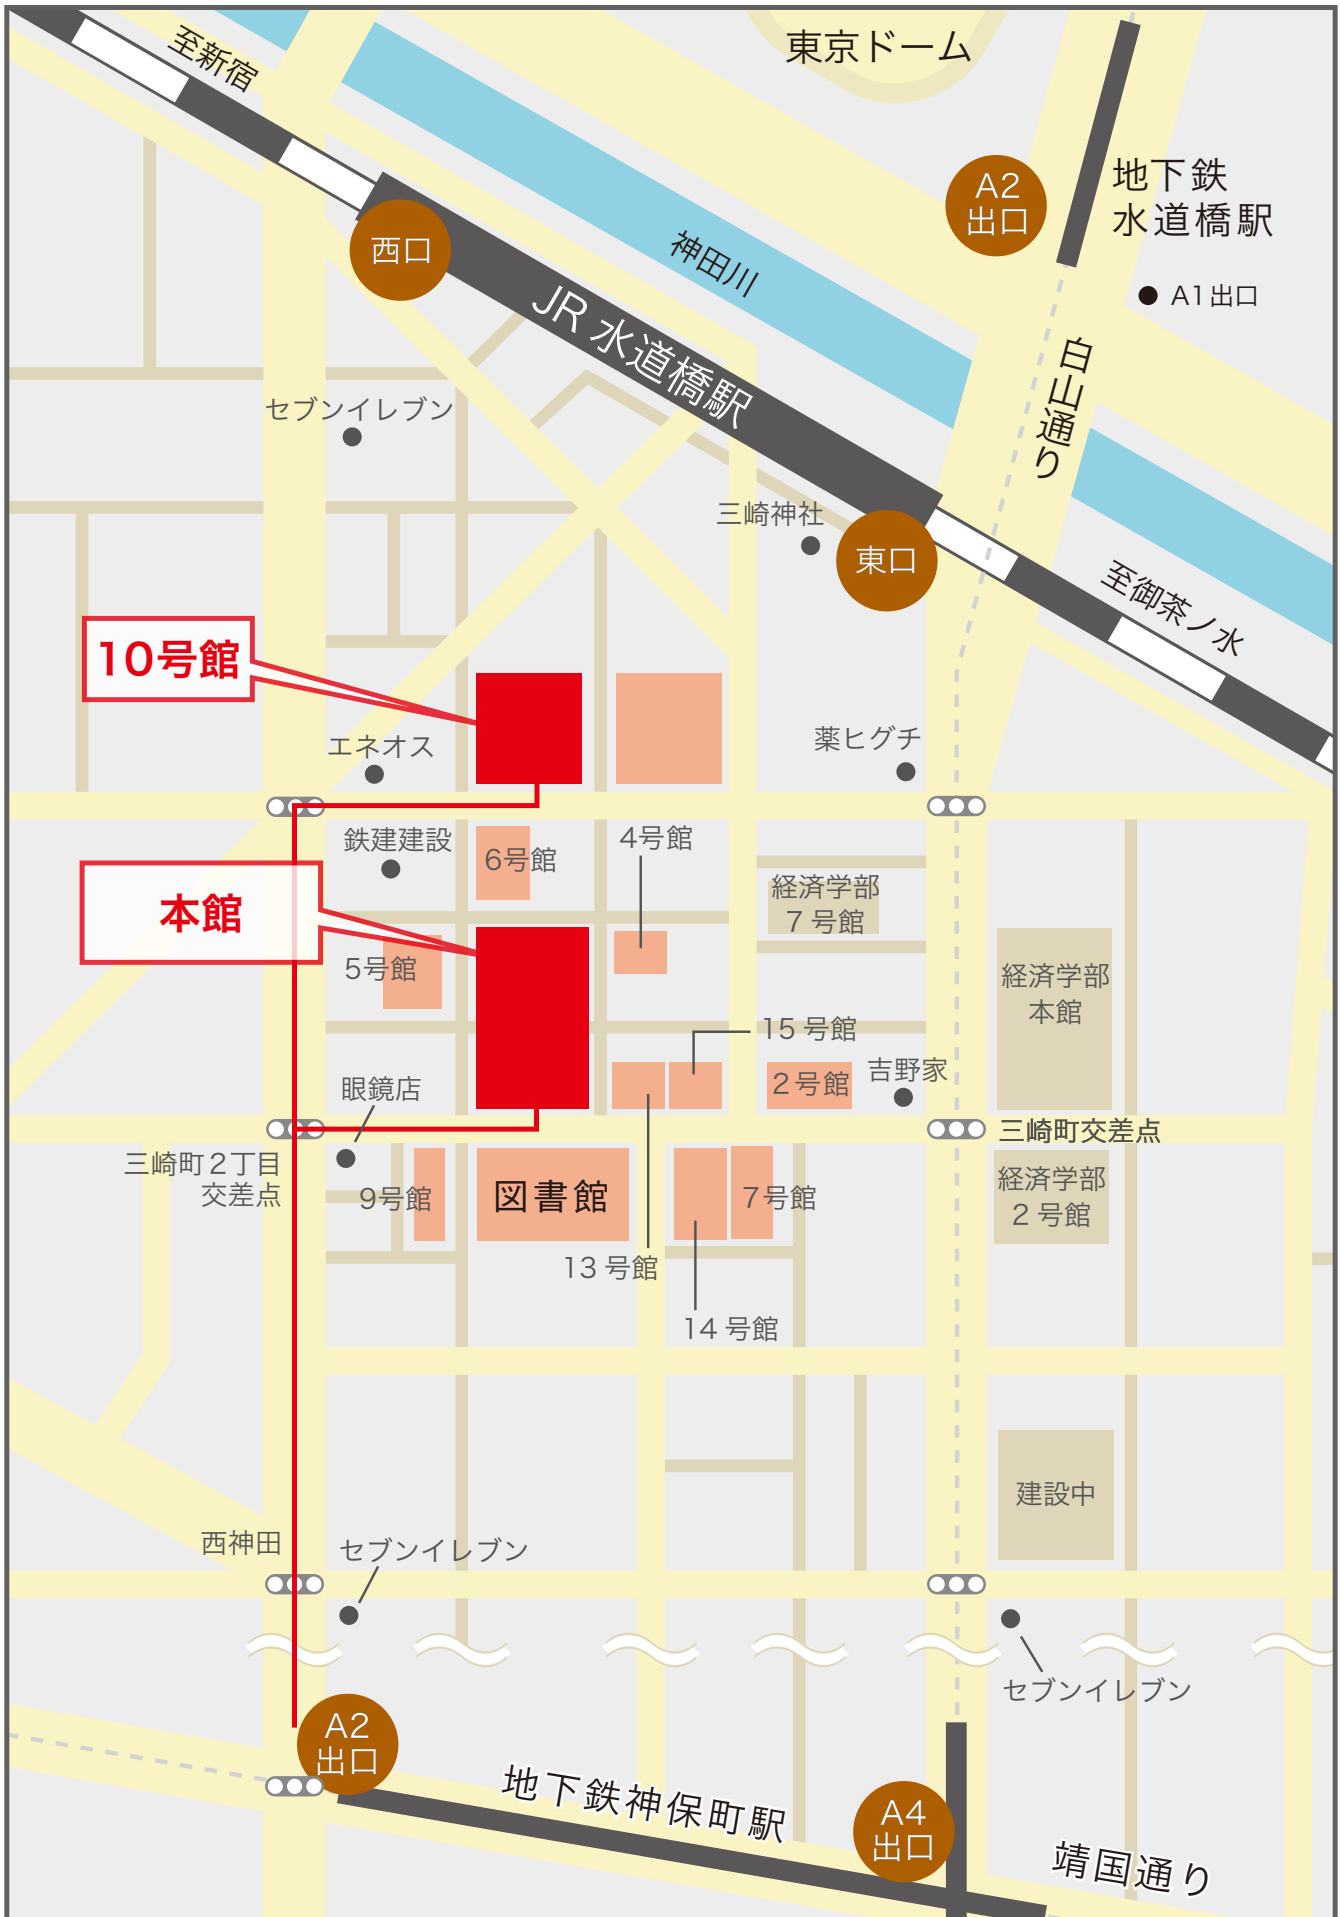 至新宿
東京ドーム
A2
出口
地下鉄
水道橋駅
A1出口
西口
神田川
JR 水道橋駅
白山通り
セブンイレブン
三崎神社
東口
至御茶ノ水
10号館
エネオス
薬ヒグチ
鉄建建設
6号館
4号館
経済学部
7号館
本館
5号館
経済学部
本館
15号館
2号館
吉野家
眼鏡店
三崎町交差点
三崎町2丁目
交差点
9号館
図書館
7号館
経済学部
2号館
13号館
14号館
建設中
西神田
セブンイレブン
セブンイレブン
A2
出口
地下鉄神保町駅
A4
出口
靖国通り